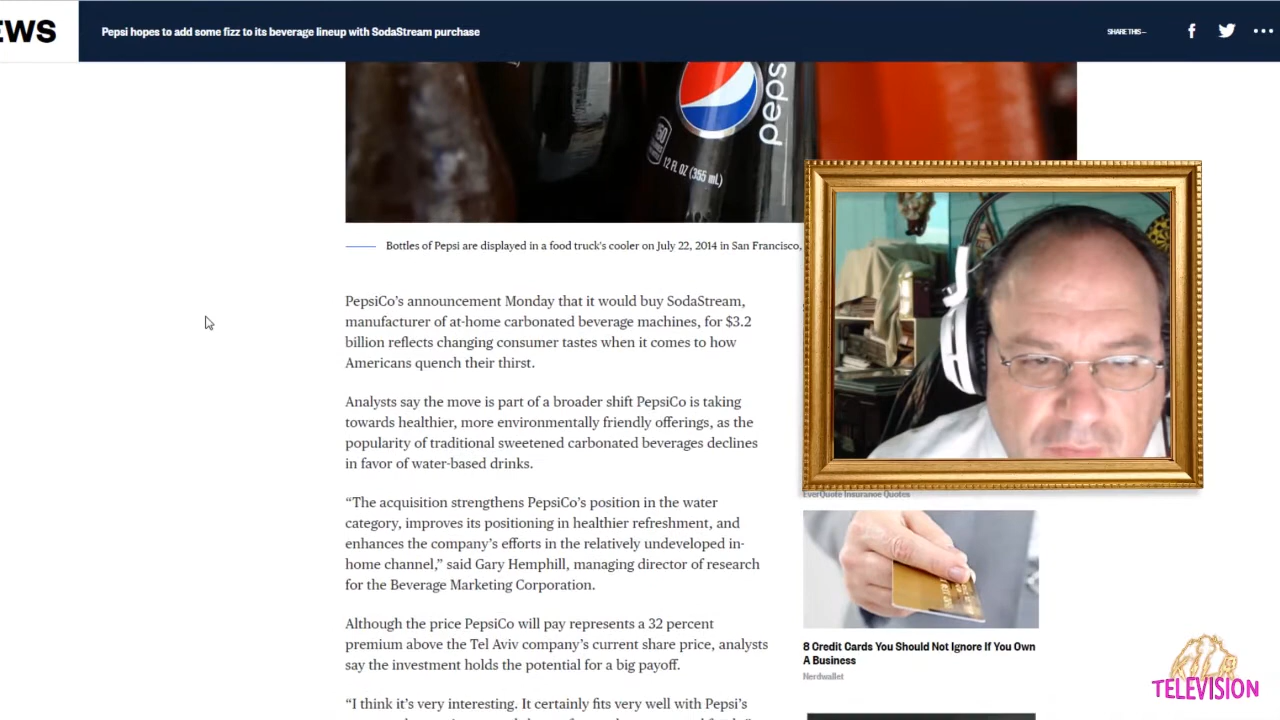 EWS
Pepsi hopes to add some fizz to its beverage lineup with SodaStream purchase
SHARE THIS —
pepsi
12 FL OZ (355 mL)
Bottles of Pepsi are displayed in a food truck's cooler on July 22, 2014 in San Francisco,
PepsiCo's announcement Monday that it would buy SodaStream,
manufacturer of at-home carbonated beverage machines, for $3.2
billion reflects changing consumer tastes when it comes to how
Americans quench their thirst.
Analysts say the move is part of a broader shift PepsiCo is taking
towards healthier, more environmentally friendly offerings, as the
popularity of traditional sweetened carbonated beverages declines
in favor of water-based drinks.
“The acquisition strengthens PepsiCo's position in the water
category, improves its positioning in healthier refreshment, and
enhances the company's efforts in the relatively undeveloped in-
home channel,” said Gary Hemphill, managing director of research
for the Beverage Marketing Corporation.
Although the price PepsiCo will pay represents a 32 percent
premium above the Tel Aviv company's current share price, analysts
say the investment holds the potential for a big payoff.
“I think it's very interesting. It certainly fits very well with Pepsi's
EverQuote Insurance Quotes
8 Credit Cards You Should Not Ignore If You Own
A Business
Nerdwallet
TELEVISION